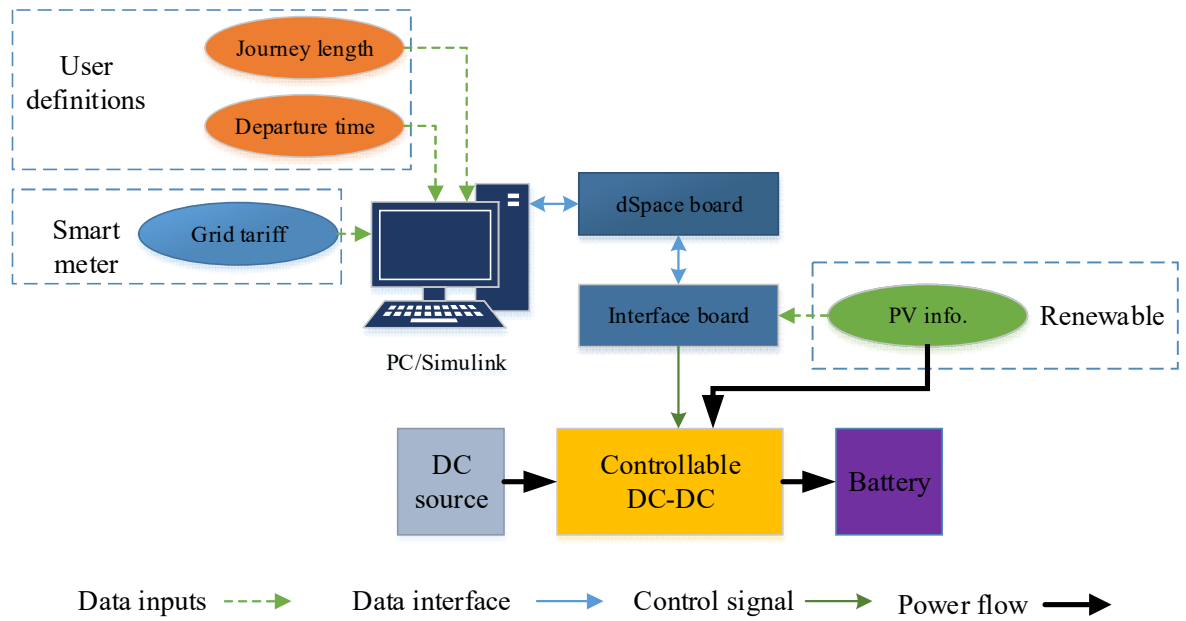 Journey length
User
definitions
Departure time
dSpace board
Smart
meter
Grid tariff
Interface board
PV info.
Renewable
PC/Simulink
DC
source
Controllable
DC-DC
Battery
Data inputs
Data interface
Control signal
Power flow